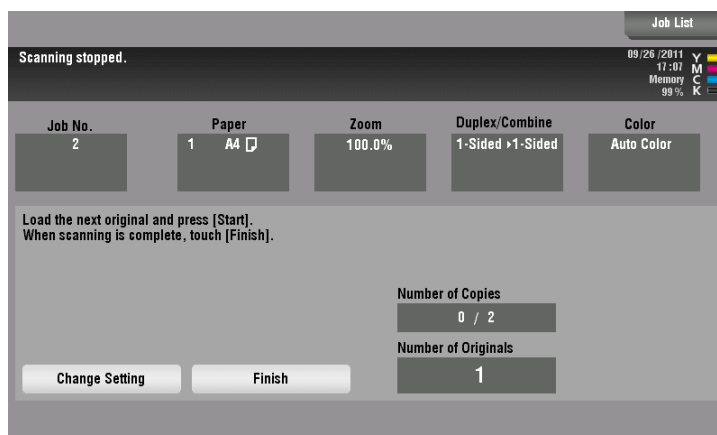 Job List
Scanning stopped.
09/26 /2011
17:07
Memory
99 %
Y
M
C
K
Job No.
2
Paper
1 A4
Zoom
100.0%
Duplex/Combine
1-Sided ▸1-Sided
Color
Auto Color
Load the next original and press [Start].
When scanning is complete, touch [Finish].
Number of Copies
0 / 2
Number of Originals
1
Change Setting
Finish